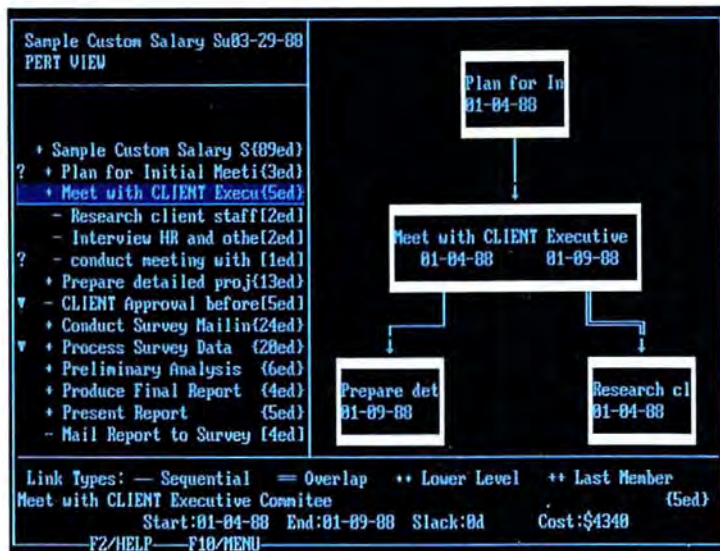 Sample Custom Salary Su03-29-88
PERT VIEW
+ Sample Custom Salary S{89ed}
? + Plan for Initial Meeti{3ed}
+ Meet with CLIENT Execu{5ed}
- Research client staff[2ed]
- Interview HR and othe[2ed]
? - conduct meeting with [1ed]
+ Prepare detailed proj{13ed}
▼ - CLIENT Approval before[5ed]
+ Conduct Survey Mailin{24ed}
▼ + Process Survey Data {20ed}
+ Preliminary Analysis {6ed}
+ Produce Final Report {4ed}
+ Present Report {5ed}
- Mail Report to Survey [4ed]
Plan for In
01-04-88
Meet with CLIENT Executive
01-04-88 01-09-88
Prepare det
01-09-88
Research cl
01-04-88
Link Types: — Sequential = Overlap ++ Lower Level ++ Last Member
Meet with CLIENT Executive Commitee {5ed}
Start:01-04-88 End:01-09-88 Slack:0d Cost:$4340
F2/HELP F10/MENU